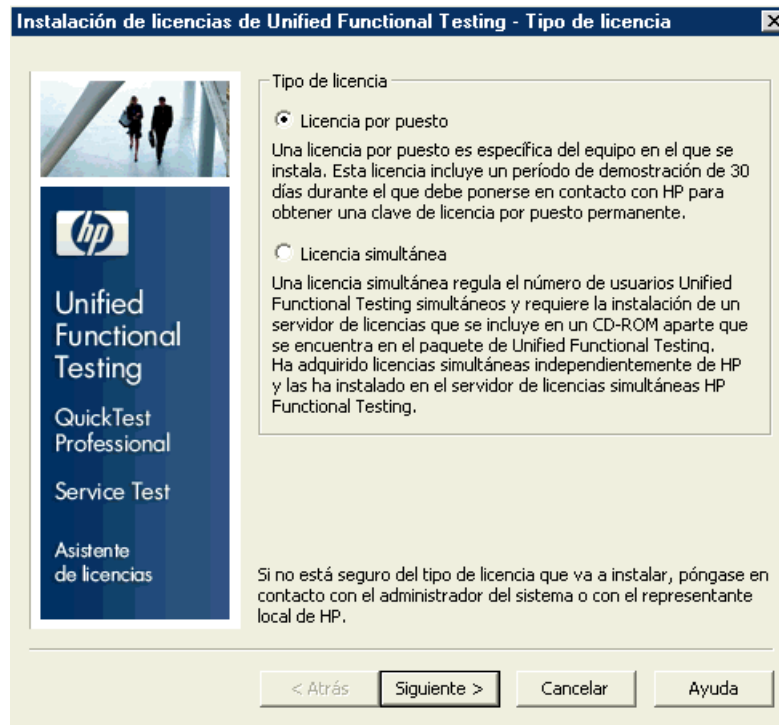 Instalación de licencias de Unified Functional Testing - Tipo de licencia
Tipo de licencia
Licencia por puesto
Una licencia por puesto es específica del equipo en el que se
instala. Esta licencia incluye un período de demostración de 30
días durante el que debe ponerse en contacto con HP para
obtener una clave de licencia por puesto permanente.
Licencia simultánea
Una licencia simultánea regula el número de usuarios Unified
Functional Testing simultáneos y requiere la instalación de un
servidor de licencias que se incluye en un CD-ROM aparte que
se encuentra en el paquete de Unified Functional Testing.
Ha adquirido licencias simultáneas independientemente de HP
y las ha instalado en el servidor de licencias simultáneas HP
Functional Testing.
hp
Unified
Functional
Testing
QuickTest
Professional
Service Test
Asistente
de licencias
Si no está seguro del tipo de licencia que va a instalar, póngase en
contacto con el administrador del sistema o con el representante
local de HP.
< Atrás
Siguiente >
Cancelar
Ayuda